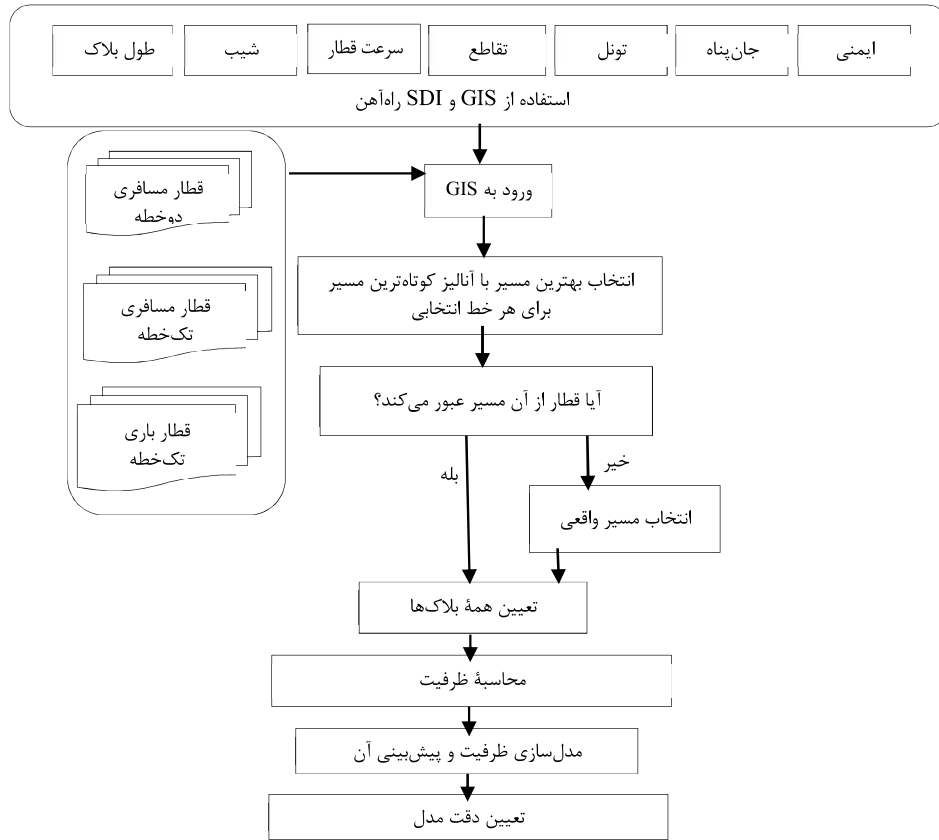 ایمنی
جان‌پناه
تونل
تقاطع
سرعت قطار
شیب
طول بلاک
استفاده از GIS و SDI راه‌آهن
قطار مسافری
دوخطه
قطار مسافری
تک‌خطه
قطار باری
تک‌خطه
ورود به GIS
انتخاب بهترین مسیر با آنالیز کوتاه‌ترین مسیر
برای هر خط انتخابی
آیا قطار از آن مسیر عبور می‌کند؟
خیر
بله
انتخاب مسیر واقعی
تعیین همهٔ بلاک‌ها
محاسبهٔ ظرفیت
مدل‌سازی ظرفیت و پیش‌بینی آن
تعیین دقت مدل